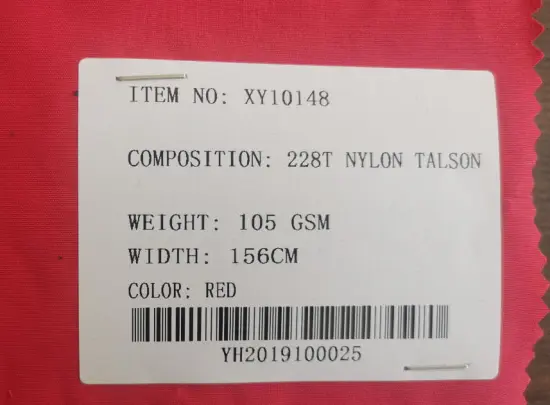 ITEM NO: XY10148
COMPOSITION: 228T NYLON TALSON
WEIGHT: 105 GSM
WIDTH: 156CM
COLOR: RED
YH2019100025